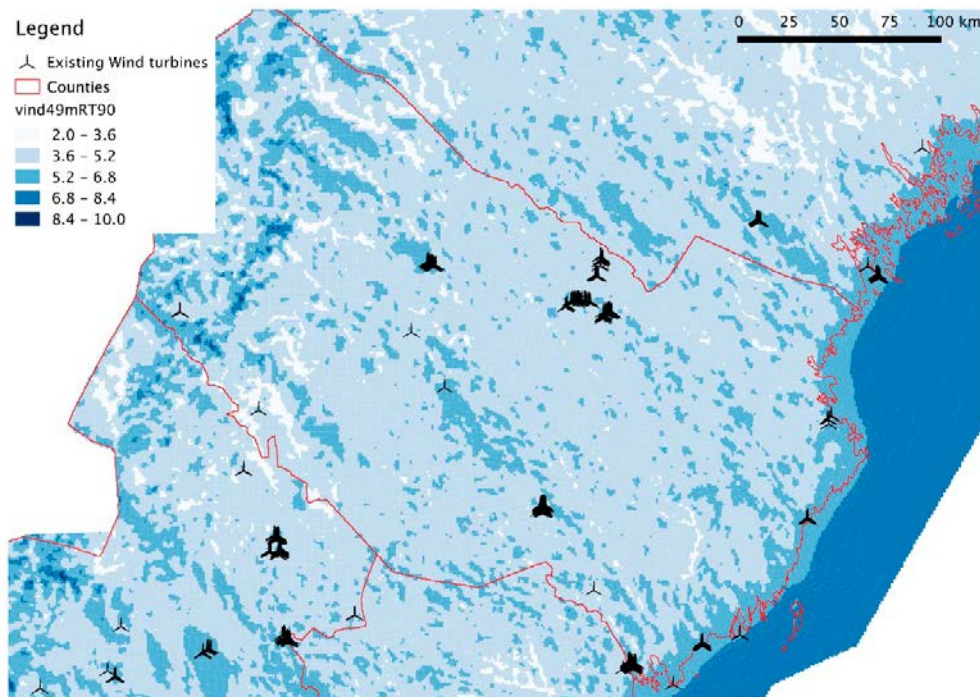 Legend
Existing Wind turbines
Counties
vind49mRT90
2.0 – 3.6
3.6 – 5.2
5.2 – 6.8
6.8 – 8.4
8.4 – 10.0
0 25 50 75 100 km